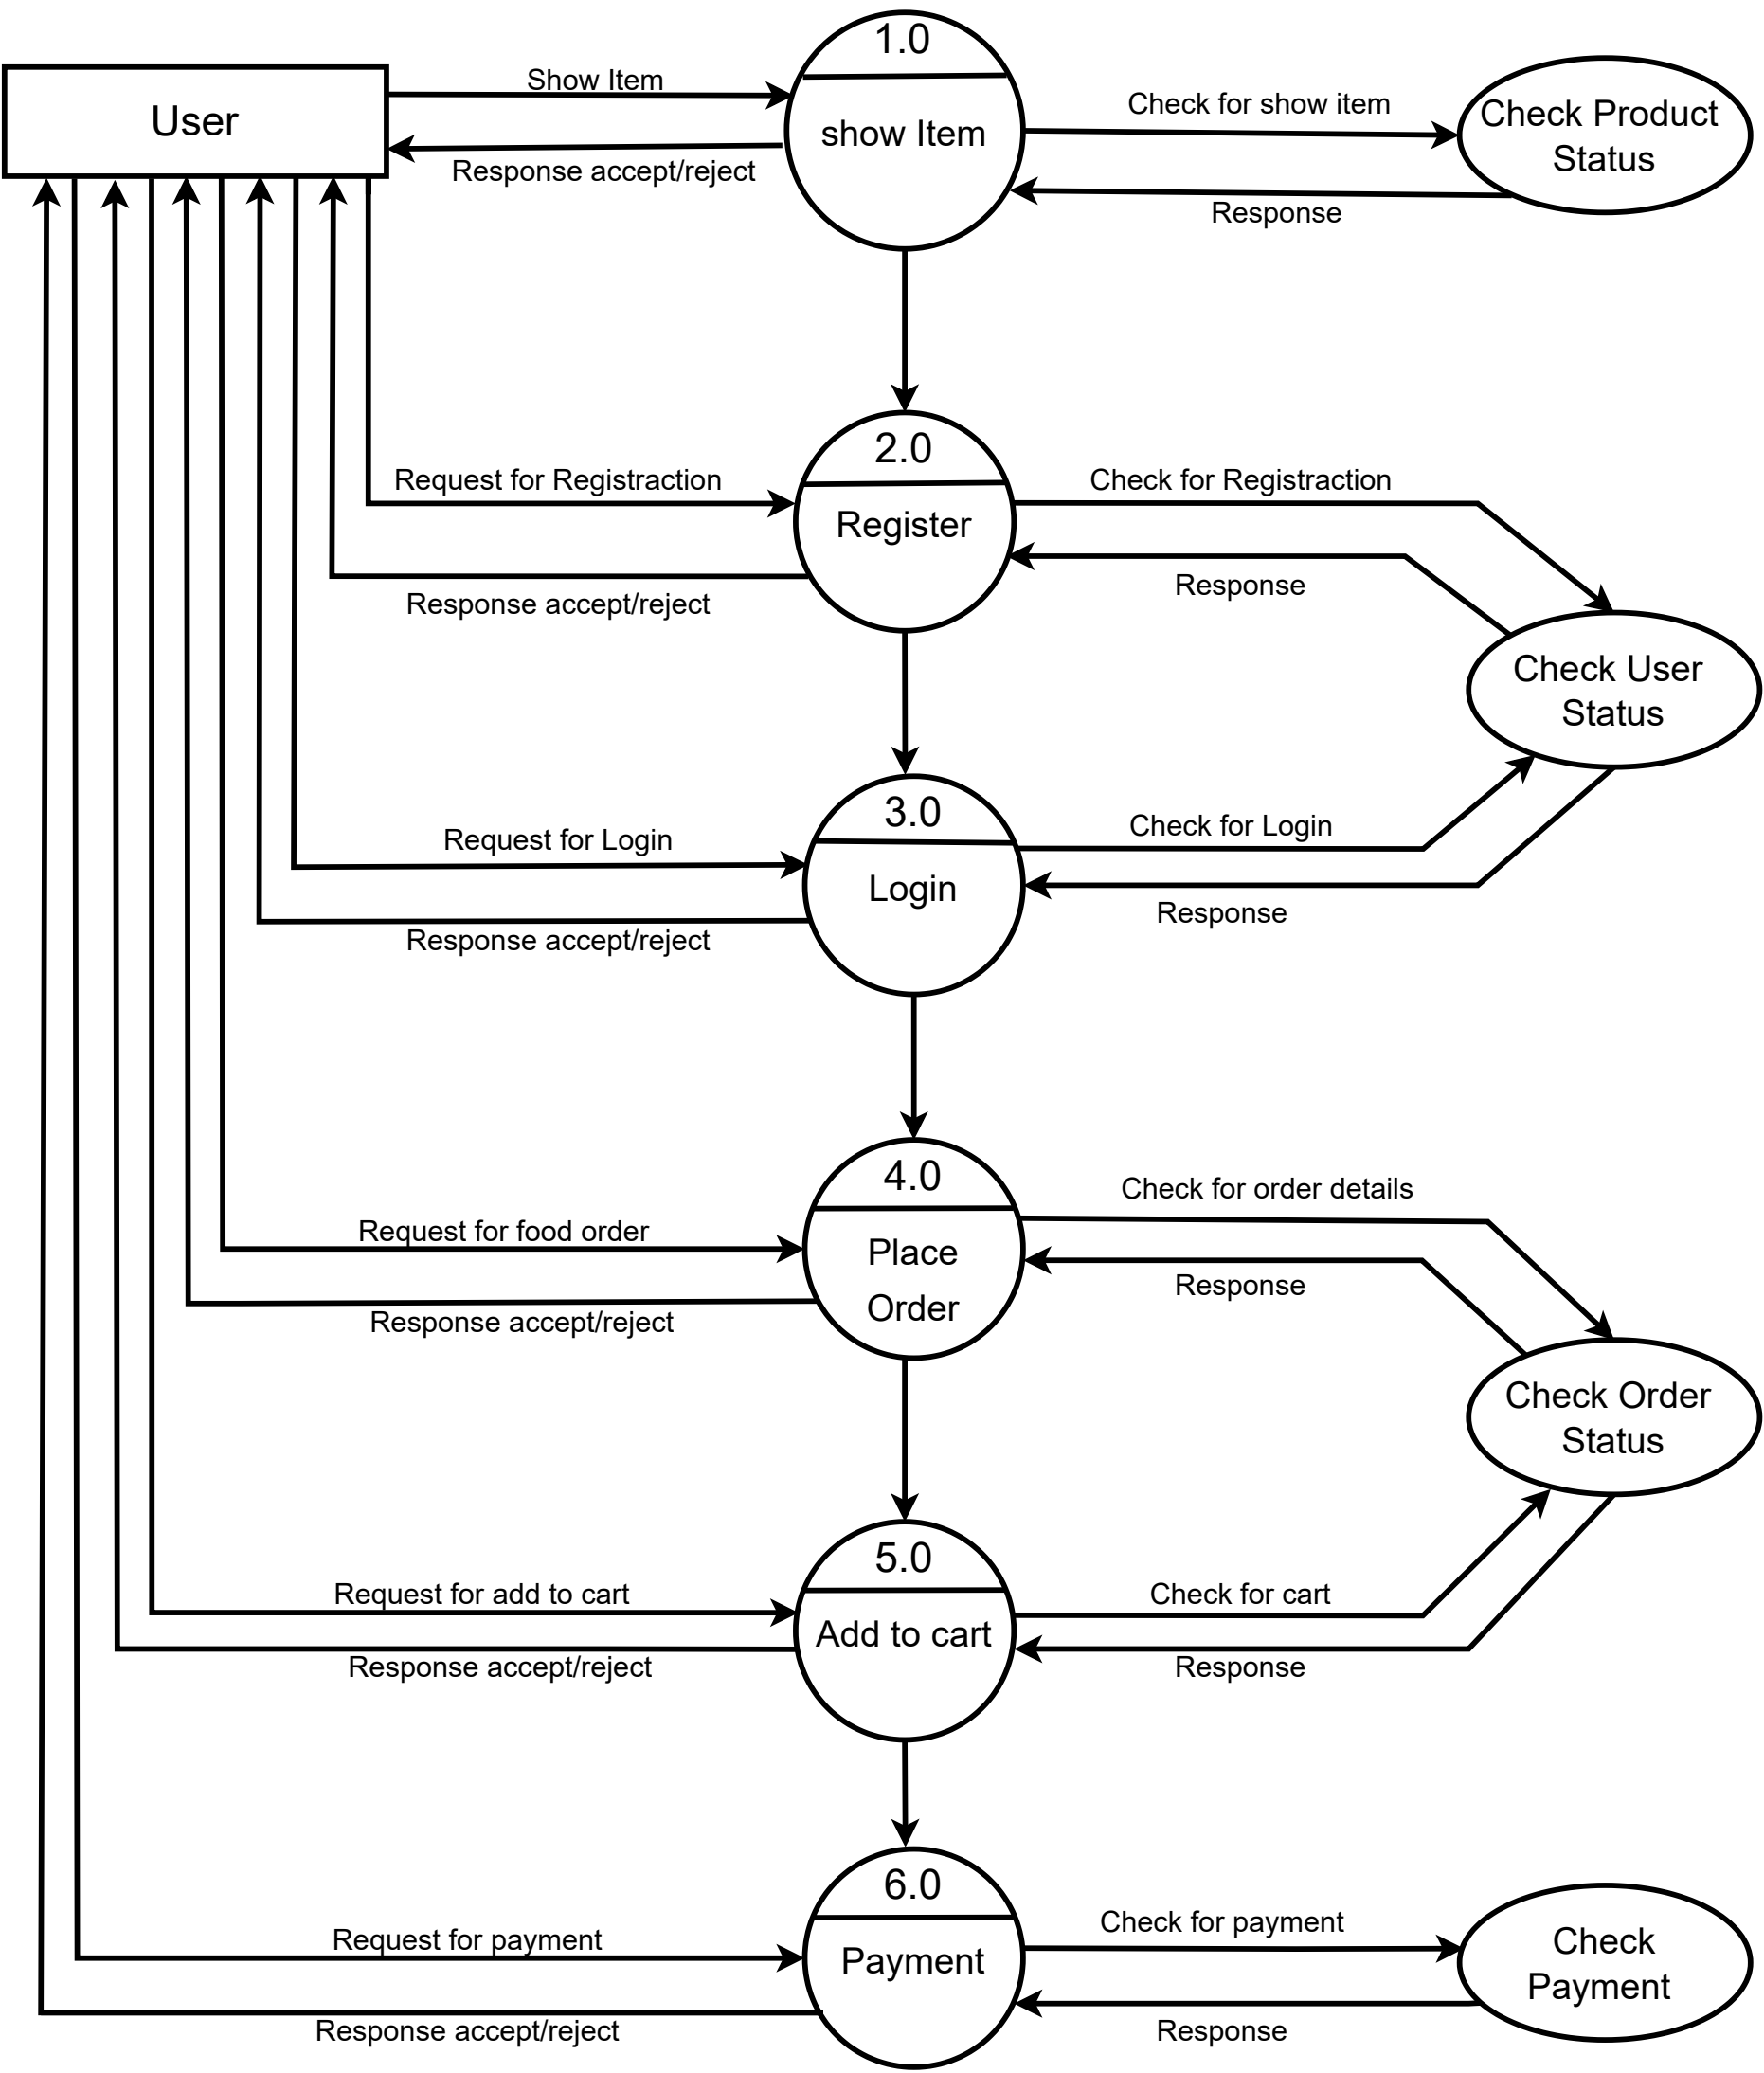 1.0
Show Item
User
show Item
Check for show item
Check Product
Status
Response accept/reject
Response
2.0
Request for Registraction
Register
Check for Registraction
Response accept/reject
Response
Check User
Status
3.0
Request for Login
Login
Check for Login
Response accept/reject
Response
4.0
Request for food order
Place
Order
Check for order details
Response accept/reject
Response
Check Order
Status
5.0
Request for add to cart
Add to cart
Check for cart
Response accept/reject
Response
6.0
Request for payment
Payment
Check for payment
Check
Payment
Response accept/reject
Response